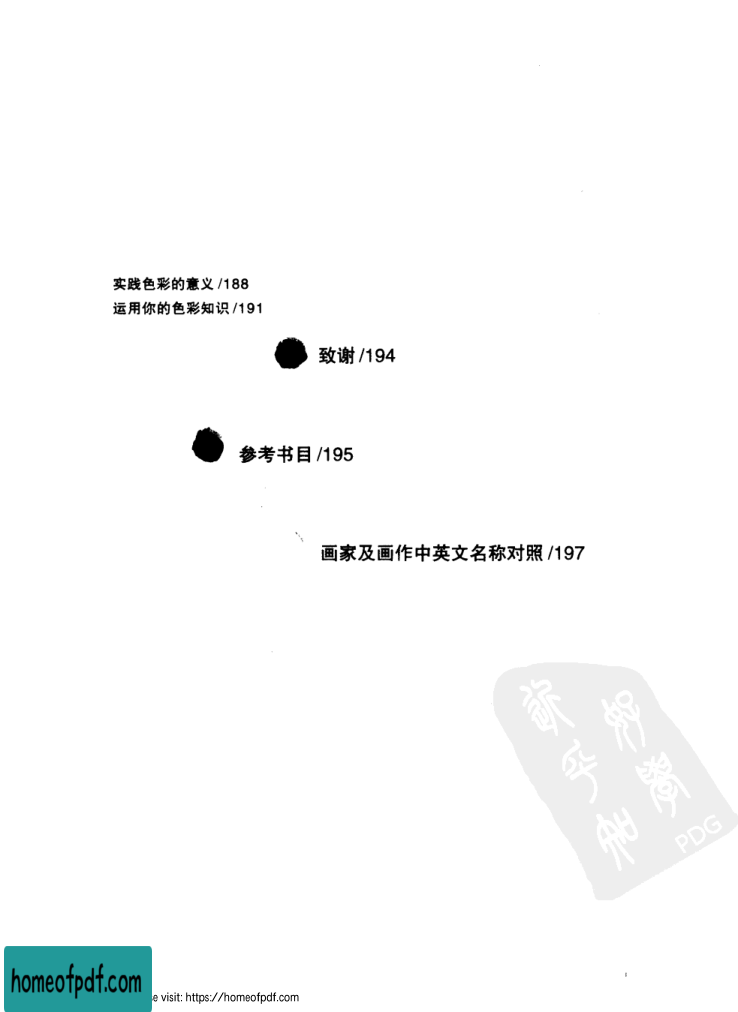 实践色彩的意义 /188
运用你的色彩知识 /191
致谢 /194
参考书目 /195
画家及画作中英文名称对照 /197
PDG
homeofpdf.com
e visit: https://homeofpdf.com